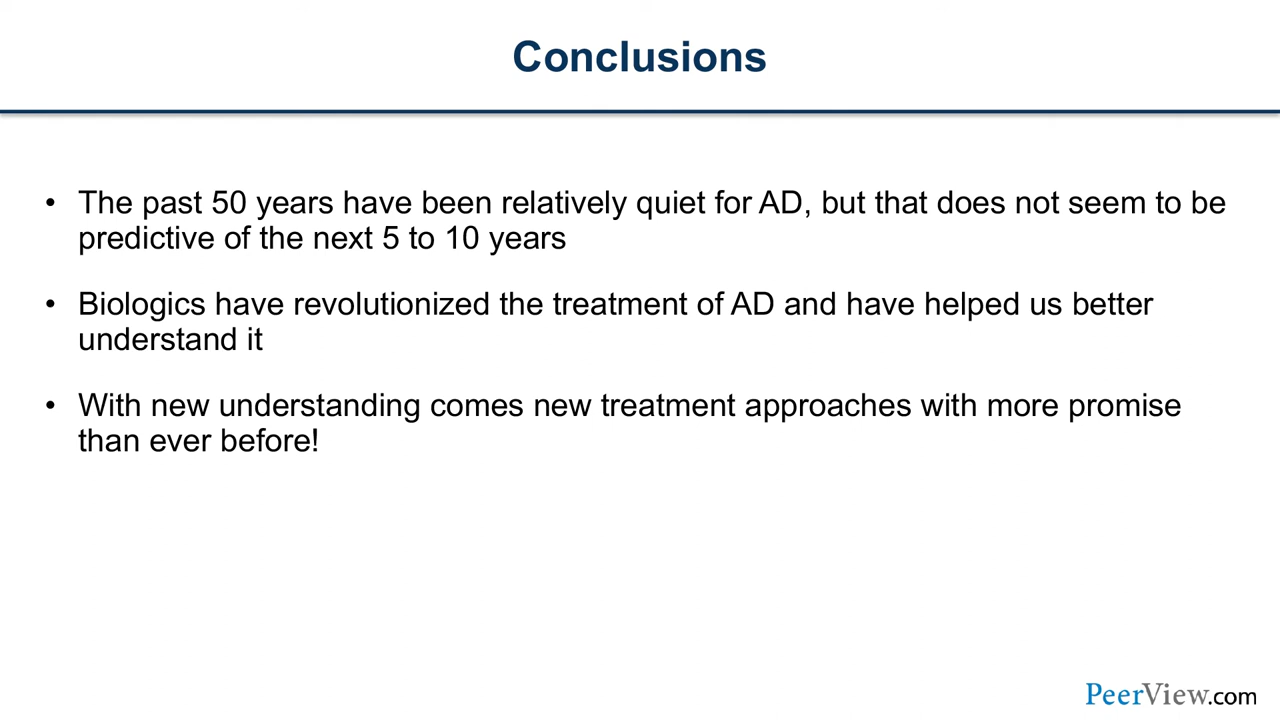 Conclusions
• The past 50 years have been relatively quiet for AD, but that does not seem to be
predictive of the next 5 to 10 years
• Biologics have revolutionized the treatment of AD and have helped us better
understand it
• With new understanding comes new treatment approaches with more promise
than ever before!
PeerView.com